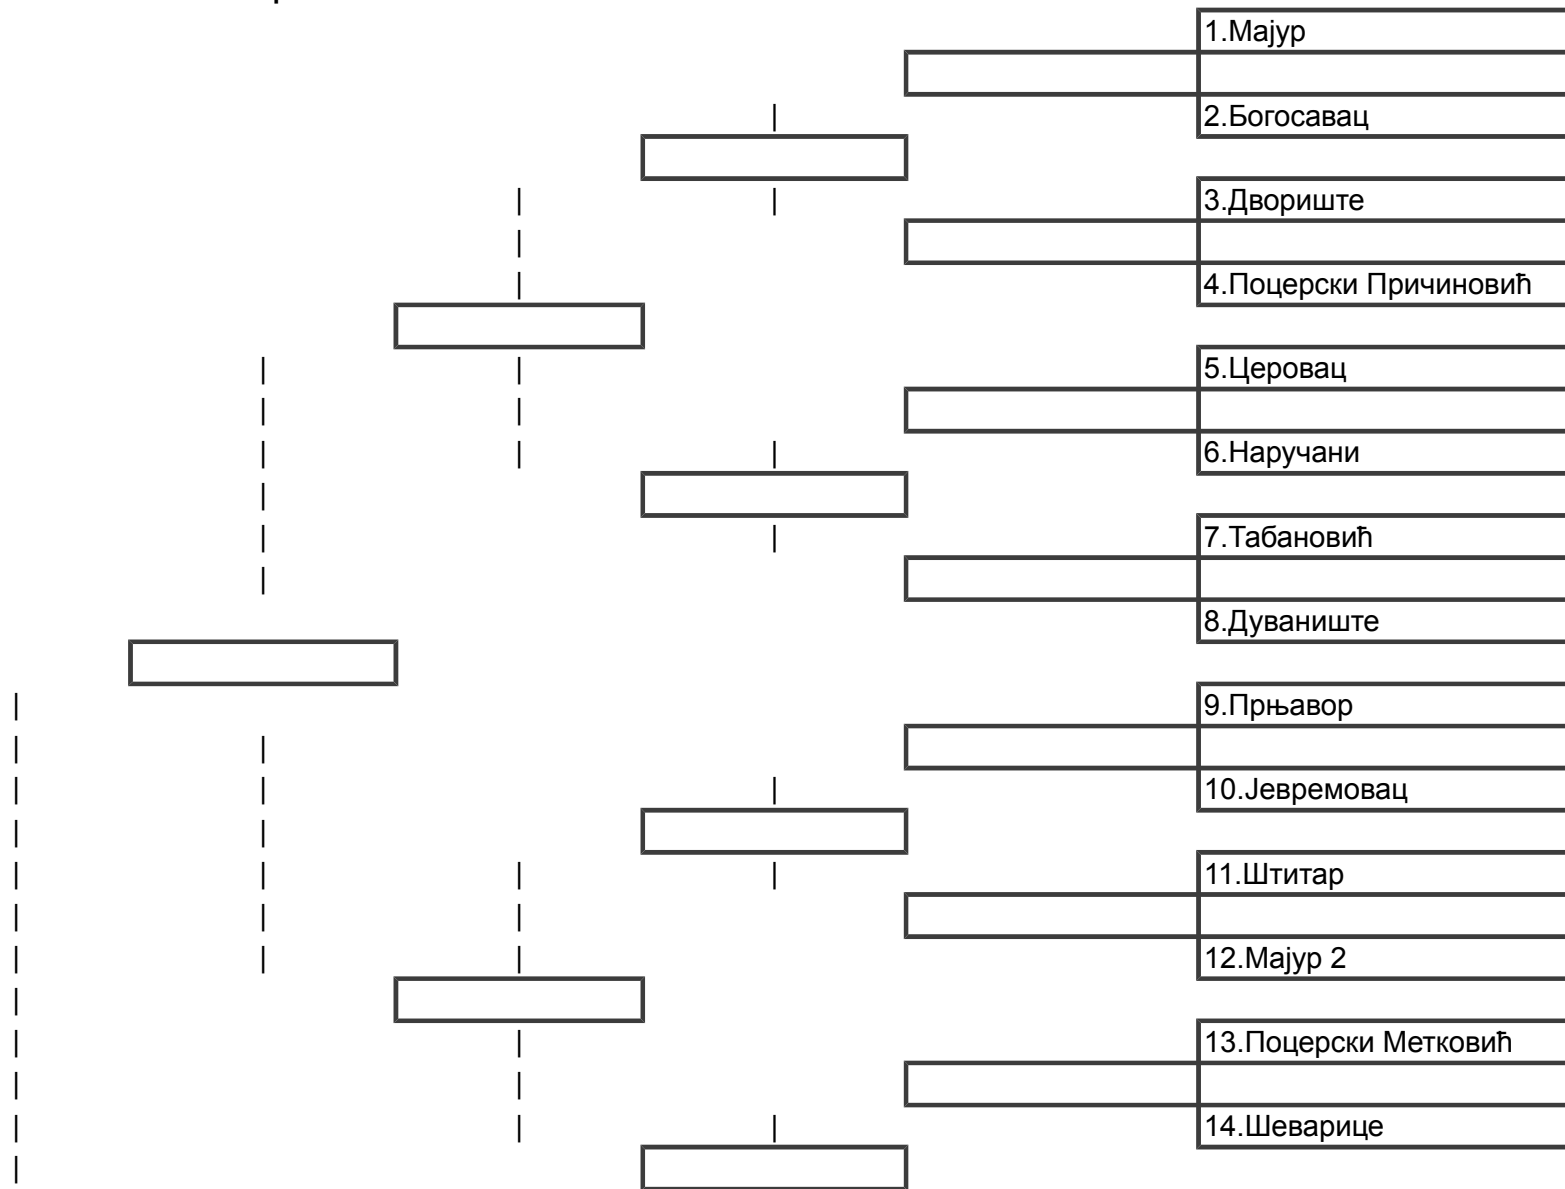 1.Мајур
2.Богосавац
3.Двориште
4.Поцерски Причиновић
5.Церовац
6.Наручани
7.Табановић
8.Дуваниште
9.Прњавор
10.Јевремовац
11.Штитар
12.Мајур 2
13.Поцерски Метковић
14.Шеварице